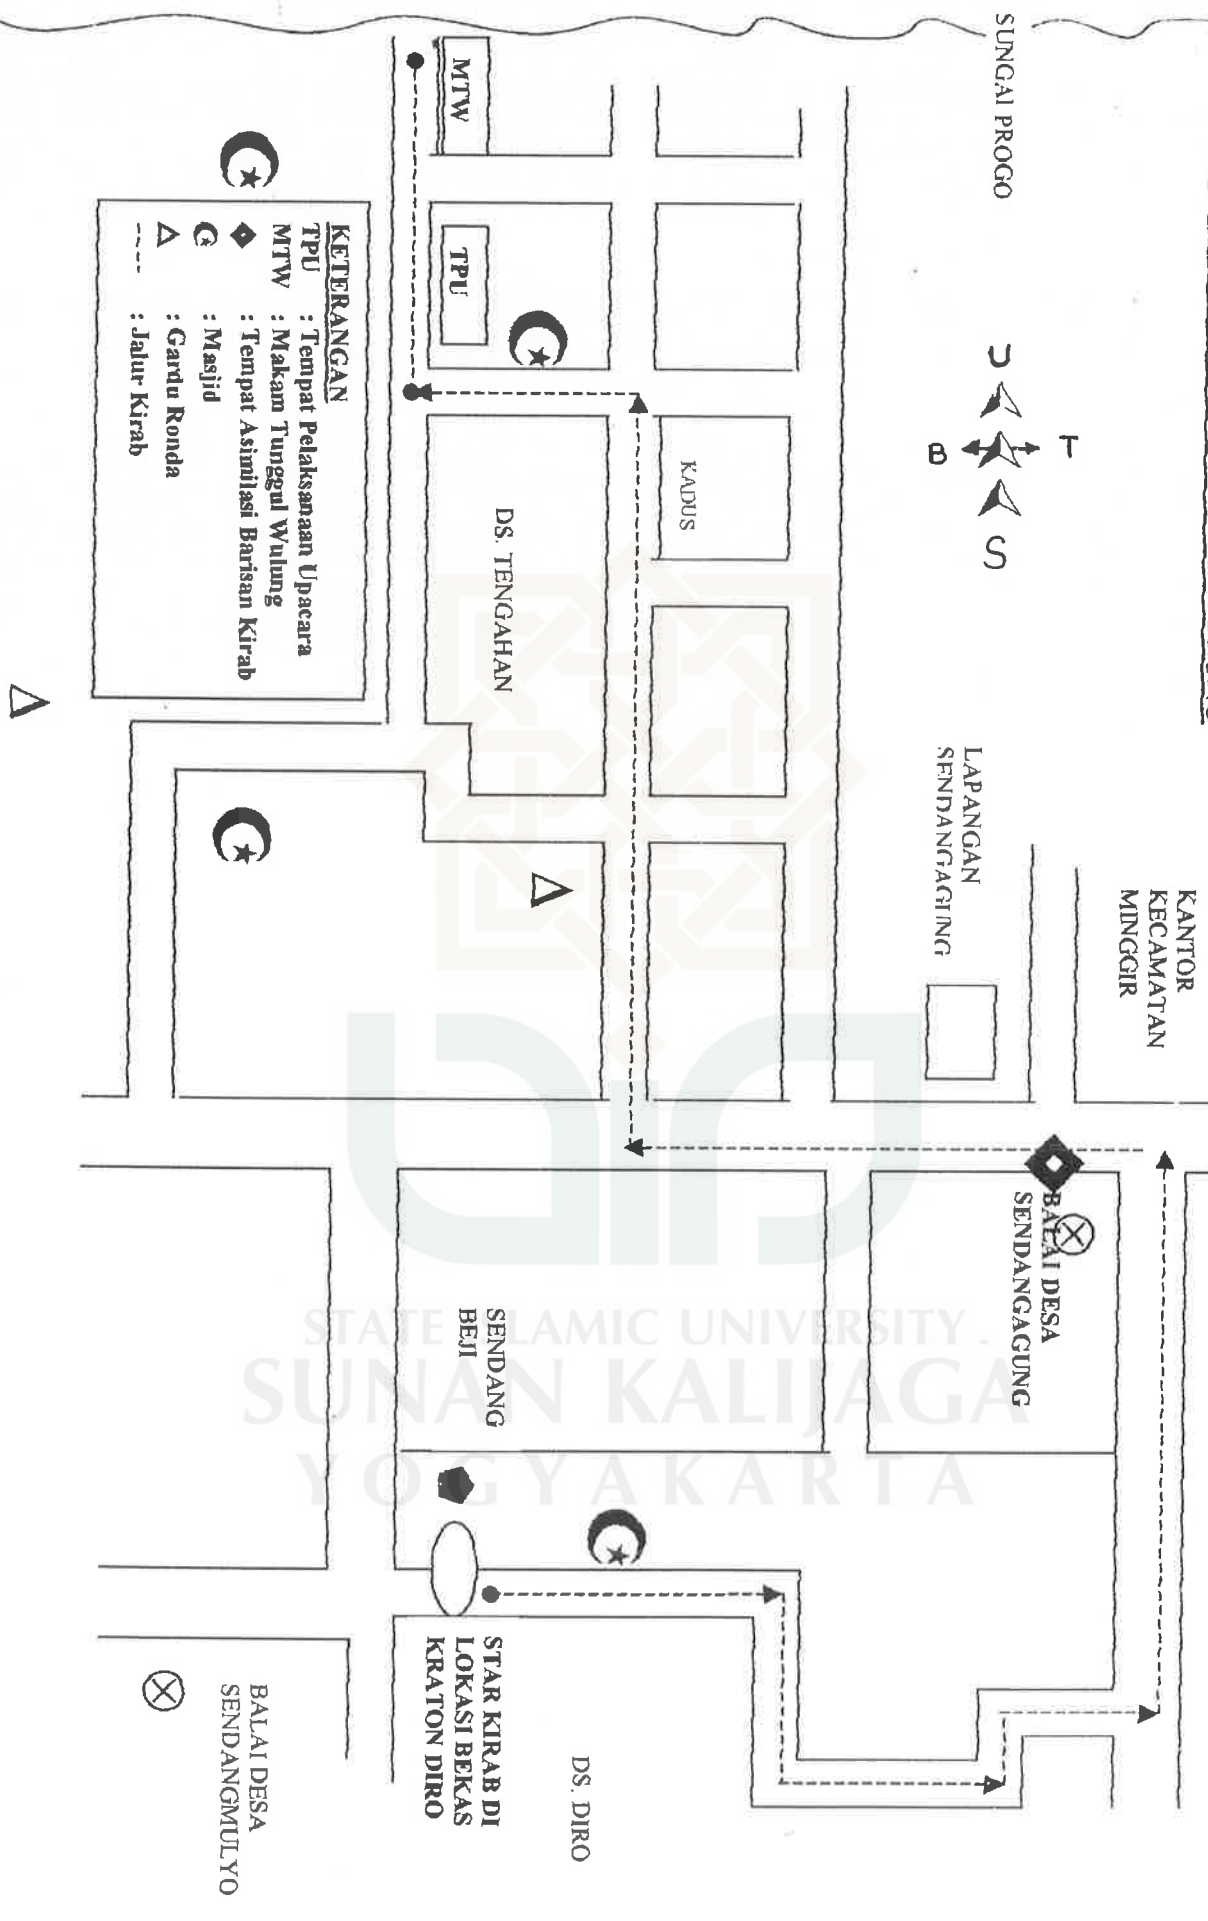 SUNGAI PROGO
U
B
T
S
KANTOR
KECAMATAN
MINGGIR
LAPANGAN
SENDANGAGUNG
MTW
TPU
KADUS
DS. TENGAHAN
BALAI DESA
SENDANGAGUNG
SENDANG
BEJI
STAR KIRAB DI
LOKASI BEKAS
KRATON DIRO
DS. DIRO
BALAI DESA
SENDANGMULYO
KETERANGAN
TPU : Tempat Pelaksanaan Upacara
MTW : Makam Tunggul Wulung
: Tempat Asimilasi Barisan Kirab
: Masjid
: Gardu Ronda
---- : Jalur Kirab
STATE ISLAMIC UNIVERSITY
SUNAN KALIJAGA
YOGYAKARTA